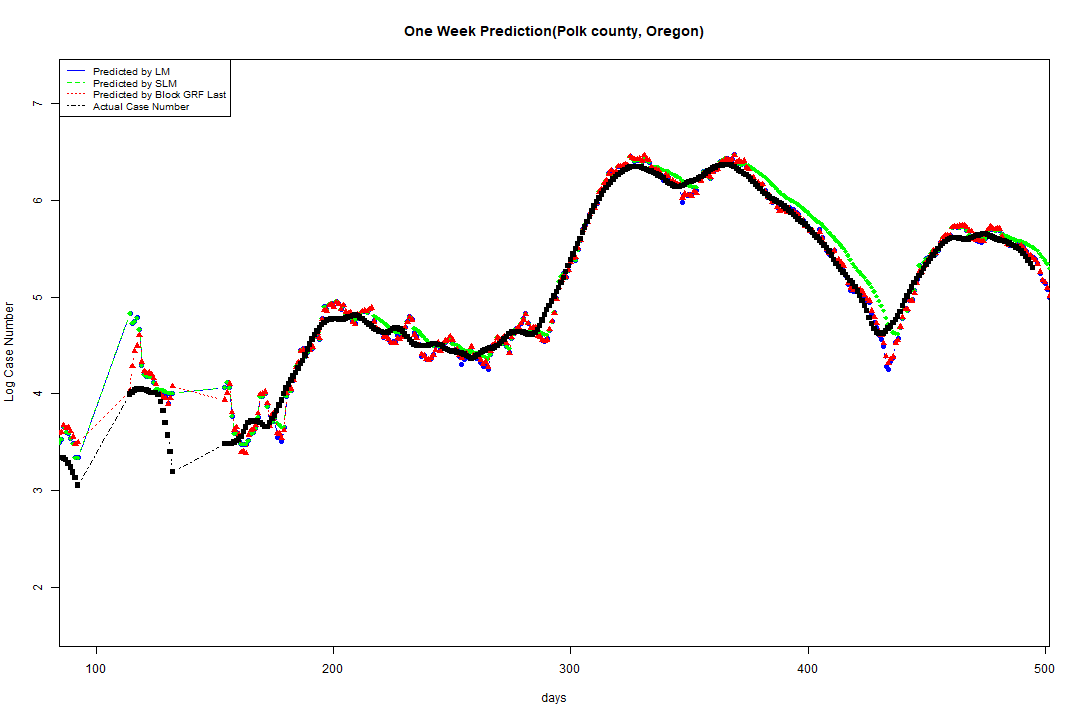 One Week Prediction(Polk county, Oregon)
Predicted by LM
Predicted by SLM
Predicted by Block GRF Last
Actual Case Number
7
6
5
4
3
2
Log Case Number
100 200 300 400 500
days